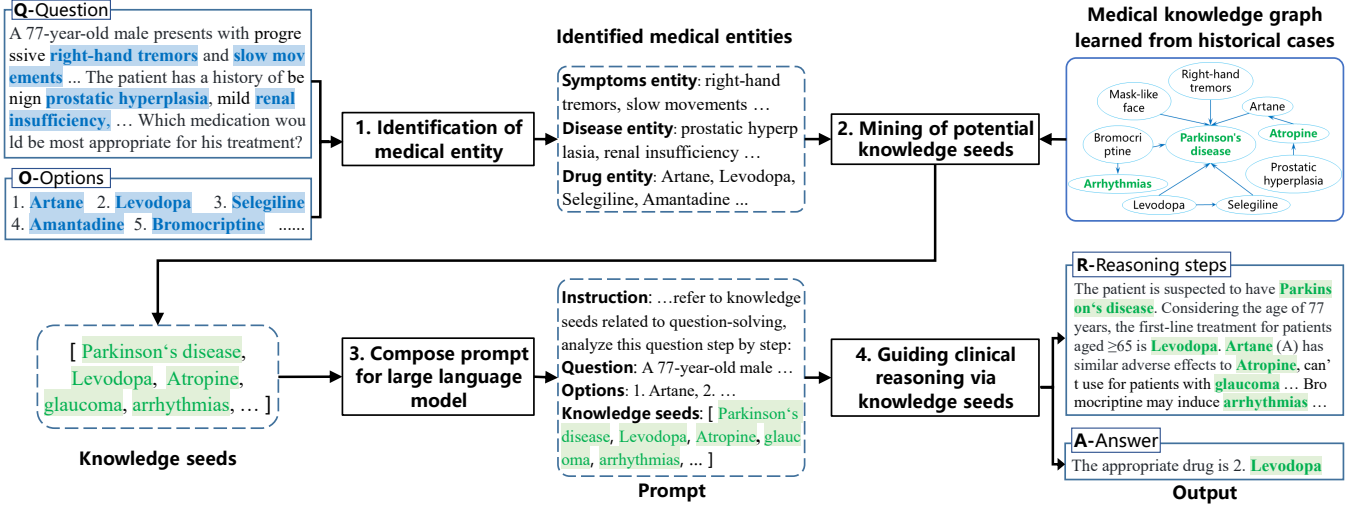 Q-Question
A 77-year-old male presents with progre
ssive right-hand tremors and slow mov
ements ... The patient has a history of be
nign prostatic hyperplasia, mild renal
insufficiency, … Which medication wou
ld be most appropriate for his treatment?
O-Options
1. Artane 2. Levodopa 3. Selegiline
4. Amantadine 5. Bromocriptine ......
1. Identification of
medical entity
Identified medical entities
Symptoms entity: right-hand
tremors, slow movements …
Disease entity: prostatic hyperp
lasia, renal insufficiency …
Drug entity: Artane, Levodopa,
Selegiline, Amantadine ...
2. Mining of potential
knowledge seeds
Medical knowledge graph
learned from historical cases
Right-hand
tremors
Mask-like
face
Artane
Bromocri
ptine
Parkinson's
disease
Atropine
Prostatic
hyperplasia
Arrhythmias
Levodopa
Selegiline
[ Parkinson‘s disease,
Levodopa, Atropine,
glaucoma, arrhythmias, … ]
Knowledge seeds
3. Compose prompt
for large language
model
Instruction: …refer to knowledge
seeds related to question-solving,
analyze this question step by step:
Question: A 77-year-old male …
Options: 1. Artane, 2. …
Knowledge seeds: [ Parkinson‘s
disease, Levodopa, Atropine, glauc
oma, arrhythmias, ... ]
Prompt
4. Guiding clinical
reasoning via
knowledge seeds
R-Reasoning steps
The patient is suspected to have Parkins
on‘s disease. Considering the age of 77
years, the first-line treatment for patients
aged ≥65 is Levodopa. Artane (A) has
similar adverse effects to Atropine, can’
t use for patients with glaucoma … Bro
mocriptine may induce arrhythmias …
A-Answer
The appropriate drug is 2. Levodopa
Output